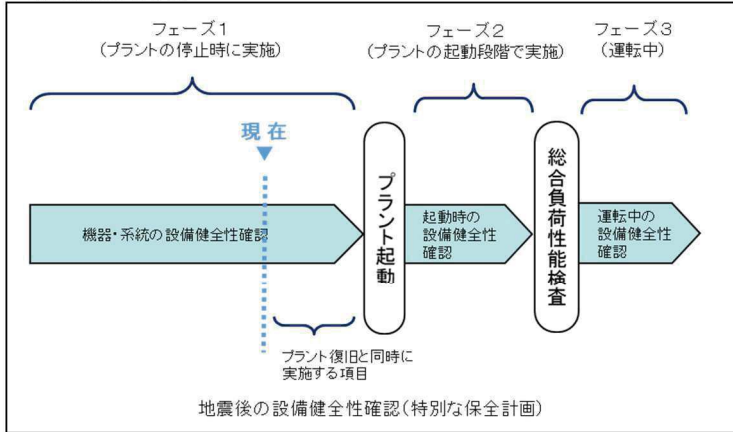 フェーズ1
(プラントの停止時に実施)
フェーズ2
(プラントの起動段階で実施)
フェーズ3
(運転中)
現在
機器・系統の設備健全性確認
プラント起動
起動時の
設備健全性
確認
総合負荷性能検査
運転中の
設備健全性
確認
プラント復旧と同時に
実施する項目
地震後の設備健全性確認(特別な保全計画)